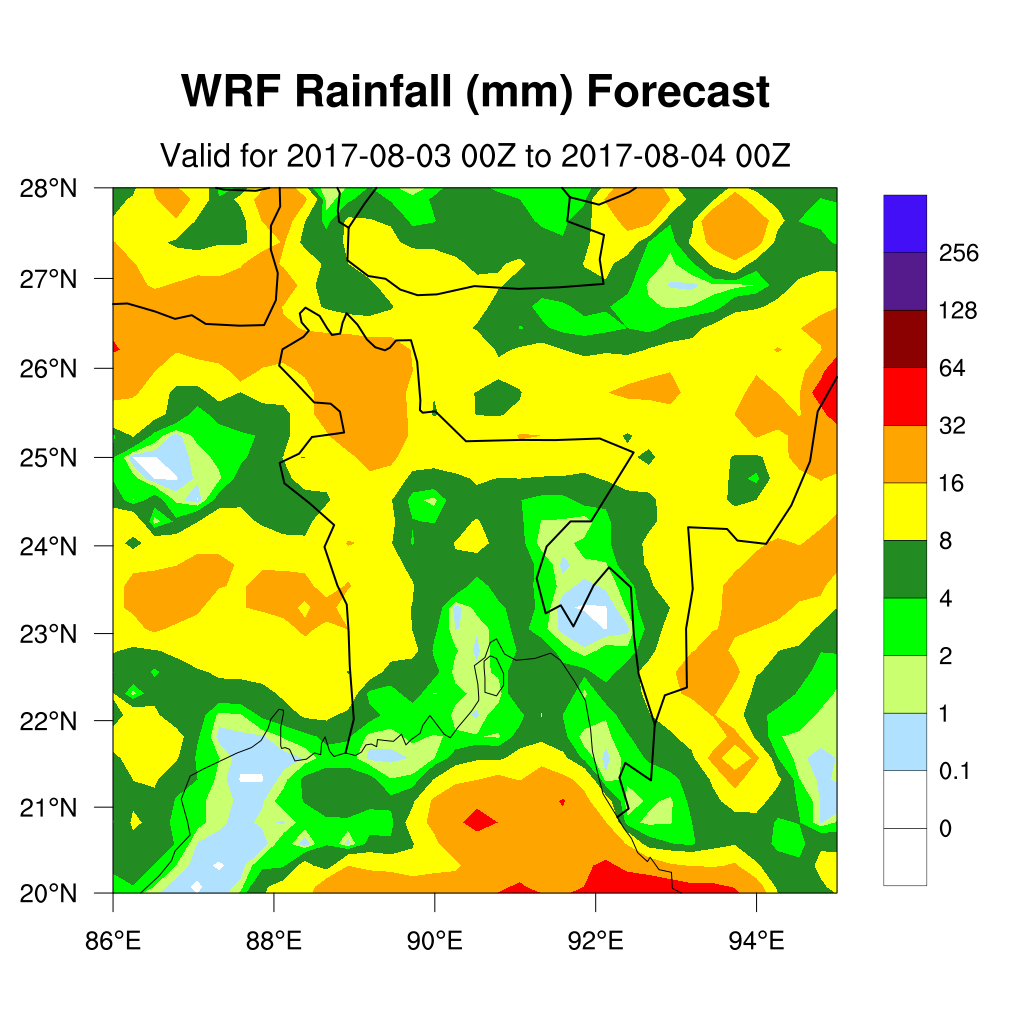 WRF Rainfall (mm) Forecast
Valid for 2017-08-03 00Z to 2017-08-04 00Z
28°N
27°N
26°N
25°N
24°N
23°N
22°N
21°N
20°N
86°E 88°E 90°E 92°E 94°E
256
128
64
32
16
8
4
2
1
0.1
0